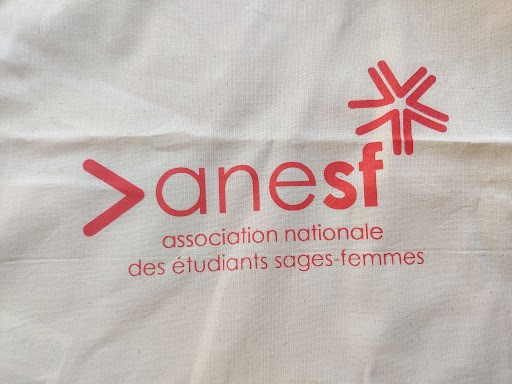 >anesf
association nationale
des étudiants sages-femmes